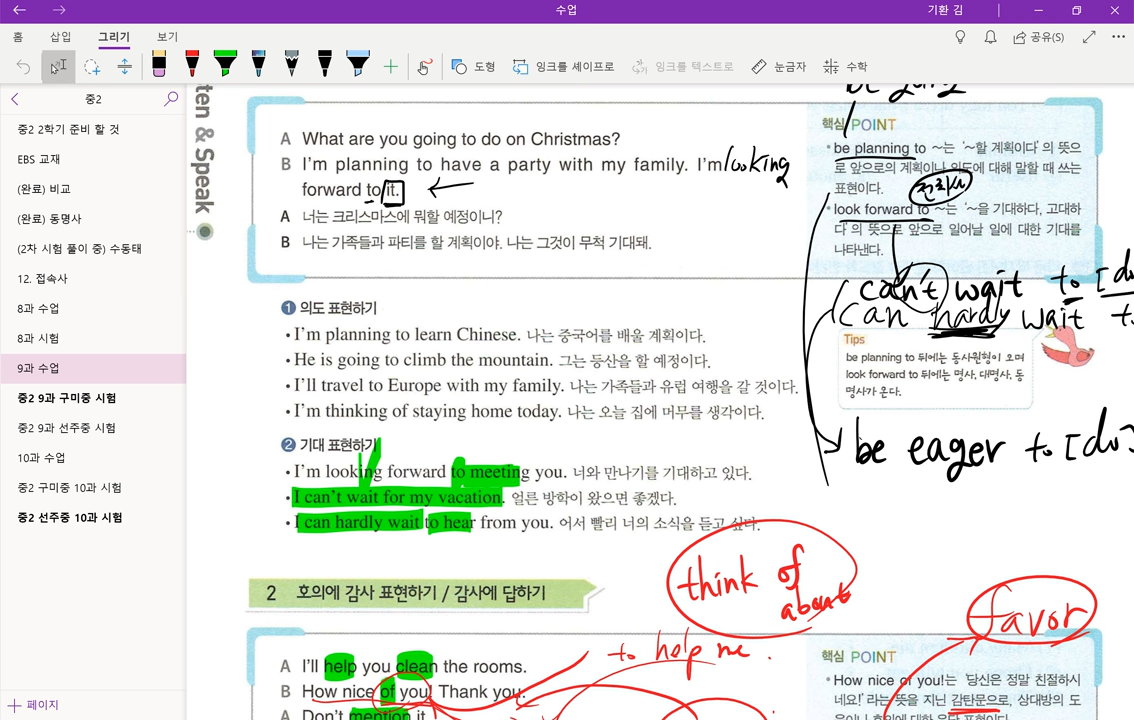 수업
기환 김
홈 삽입 그리기 보기
공유(S)
도형
잉크를 셰이프로
잉크를 텍스트로
눈금자
수학
중2
중2 2학기 준비 할 것
EBS 교재
(완료) 비교
(완료) 동명사
(2차 시험 풀이 중) 수동태
12. 접속사
8과 수업
8과 시험
9과 수업
중2 9과 구미중 시험
중2 9과 선주중 시험
10과 수업
중2 구미중 10과 시험
중2 선주중 10과 시험
페이지
ten & Speak
A What are you going to do on Christmas?
B I'm planning to have a party with my family. I'm looking
forward to it.
A 너는 크리스마스에 뭐할 예정이니?
B 나는 가족들과 파티를 할 계획이야. 나는 그것이 무척 기대돼.
핵심 POINT
• be planning to ~는 '~할 계획이다'의 뜻으
로 앞으로의 계획이나 의도에 대해 말할 때 쓰는
표현이다.
전치사
• look forward to ~는 '~을 기대하다, 고대하
다'의 뜻으로 앞으로 일어날 일에 대한 기대를
나타낸다.
can't wait to [do
can hardly wait t
Tips
be planning to 뒤에는 동사원형이 오며
look forward to 뒤에는 명사, 대명사, 동
명사가 온다.
be eager to [do]
1 의도 표현하기
• I'm planning to learn Chinese. 나는 중국어를 배울 계획이다.
• He is going to climb the mountain. 그는 등산을 할 예정이다.
• I'll travel to Europe with my family. 나는 가족들과 유럽 여행을 갈 것이다.
• I'm thinking of staying home today. 나는 오늘 집에 머무를 생각이다.
2 기대 표현하기
• I'm looking forward to meeting you. 너와 만나기를 기대하고 있다.
• I can't wait for my vacation. 얼른 방학이 왔으면 좋겠다.
• I can hardly wait to hear from you. 어서 빨리 너의 소식을 듣고 싶다.
think of
about
2 호의에 감사 표현하기 / 감사에 답하기
favor
to help me.
A I'll help you clean the rooms.
B How nice of you! Thank you.
A Don't mention it.
핵심 POINT
• How nice of you!는 '당신은 정말 친절하시
네요!'라는 뜻을 지닌 감탄문으로, 상대방의 도